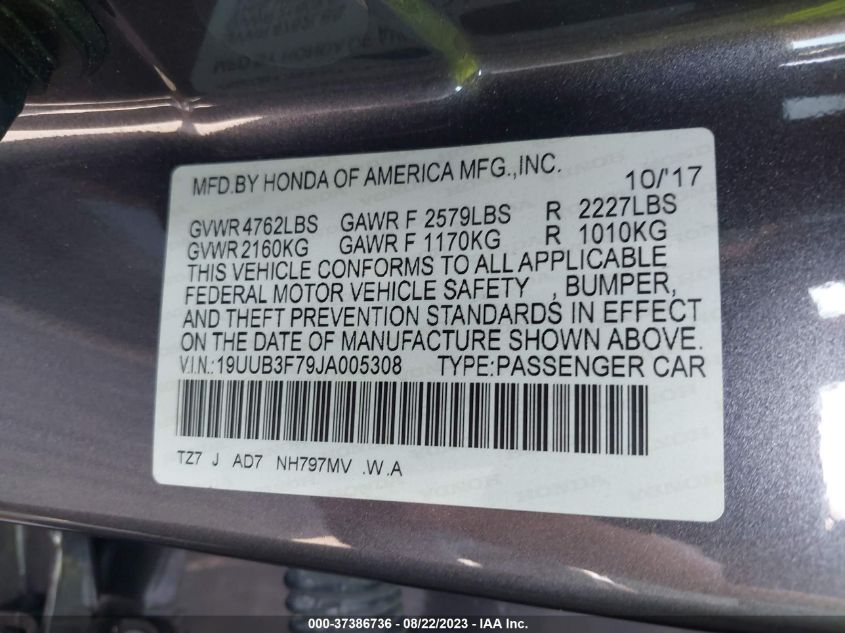 MFD.BY HONDA OF AMERICA MFG.,INC. 10/'17
GVWR 4762LBS GAWR F 2579LBS R 2227LBS
GVWR 2160KG GAWR F 1170KG R 1010KG
THIS VEHICLE CONFORMS TO ALL APPLICABLE
FEDERAL MOTOR VEHICLE SAFETY , BUMPER,
AND THEFT PREVENTION STANDARDS IN EFFECT
ON THE DATE OF MANUFACTURE SHOWN ABOVE.
V.I.N.:19UUB3F79JA005308 TYPE:PASSENGER CAR
TZ7 J AD7 NH797MV .W.A
000-37386736 - 08/22/2023 - IAA Inc.